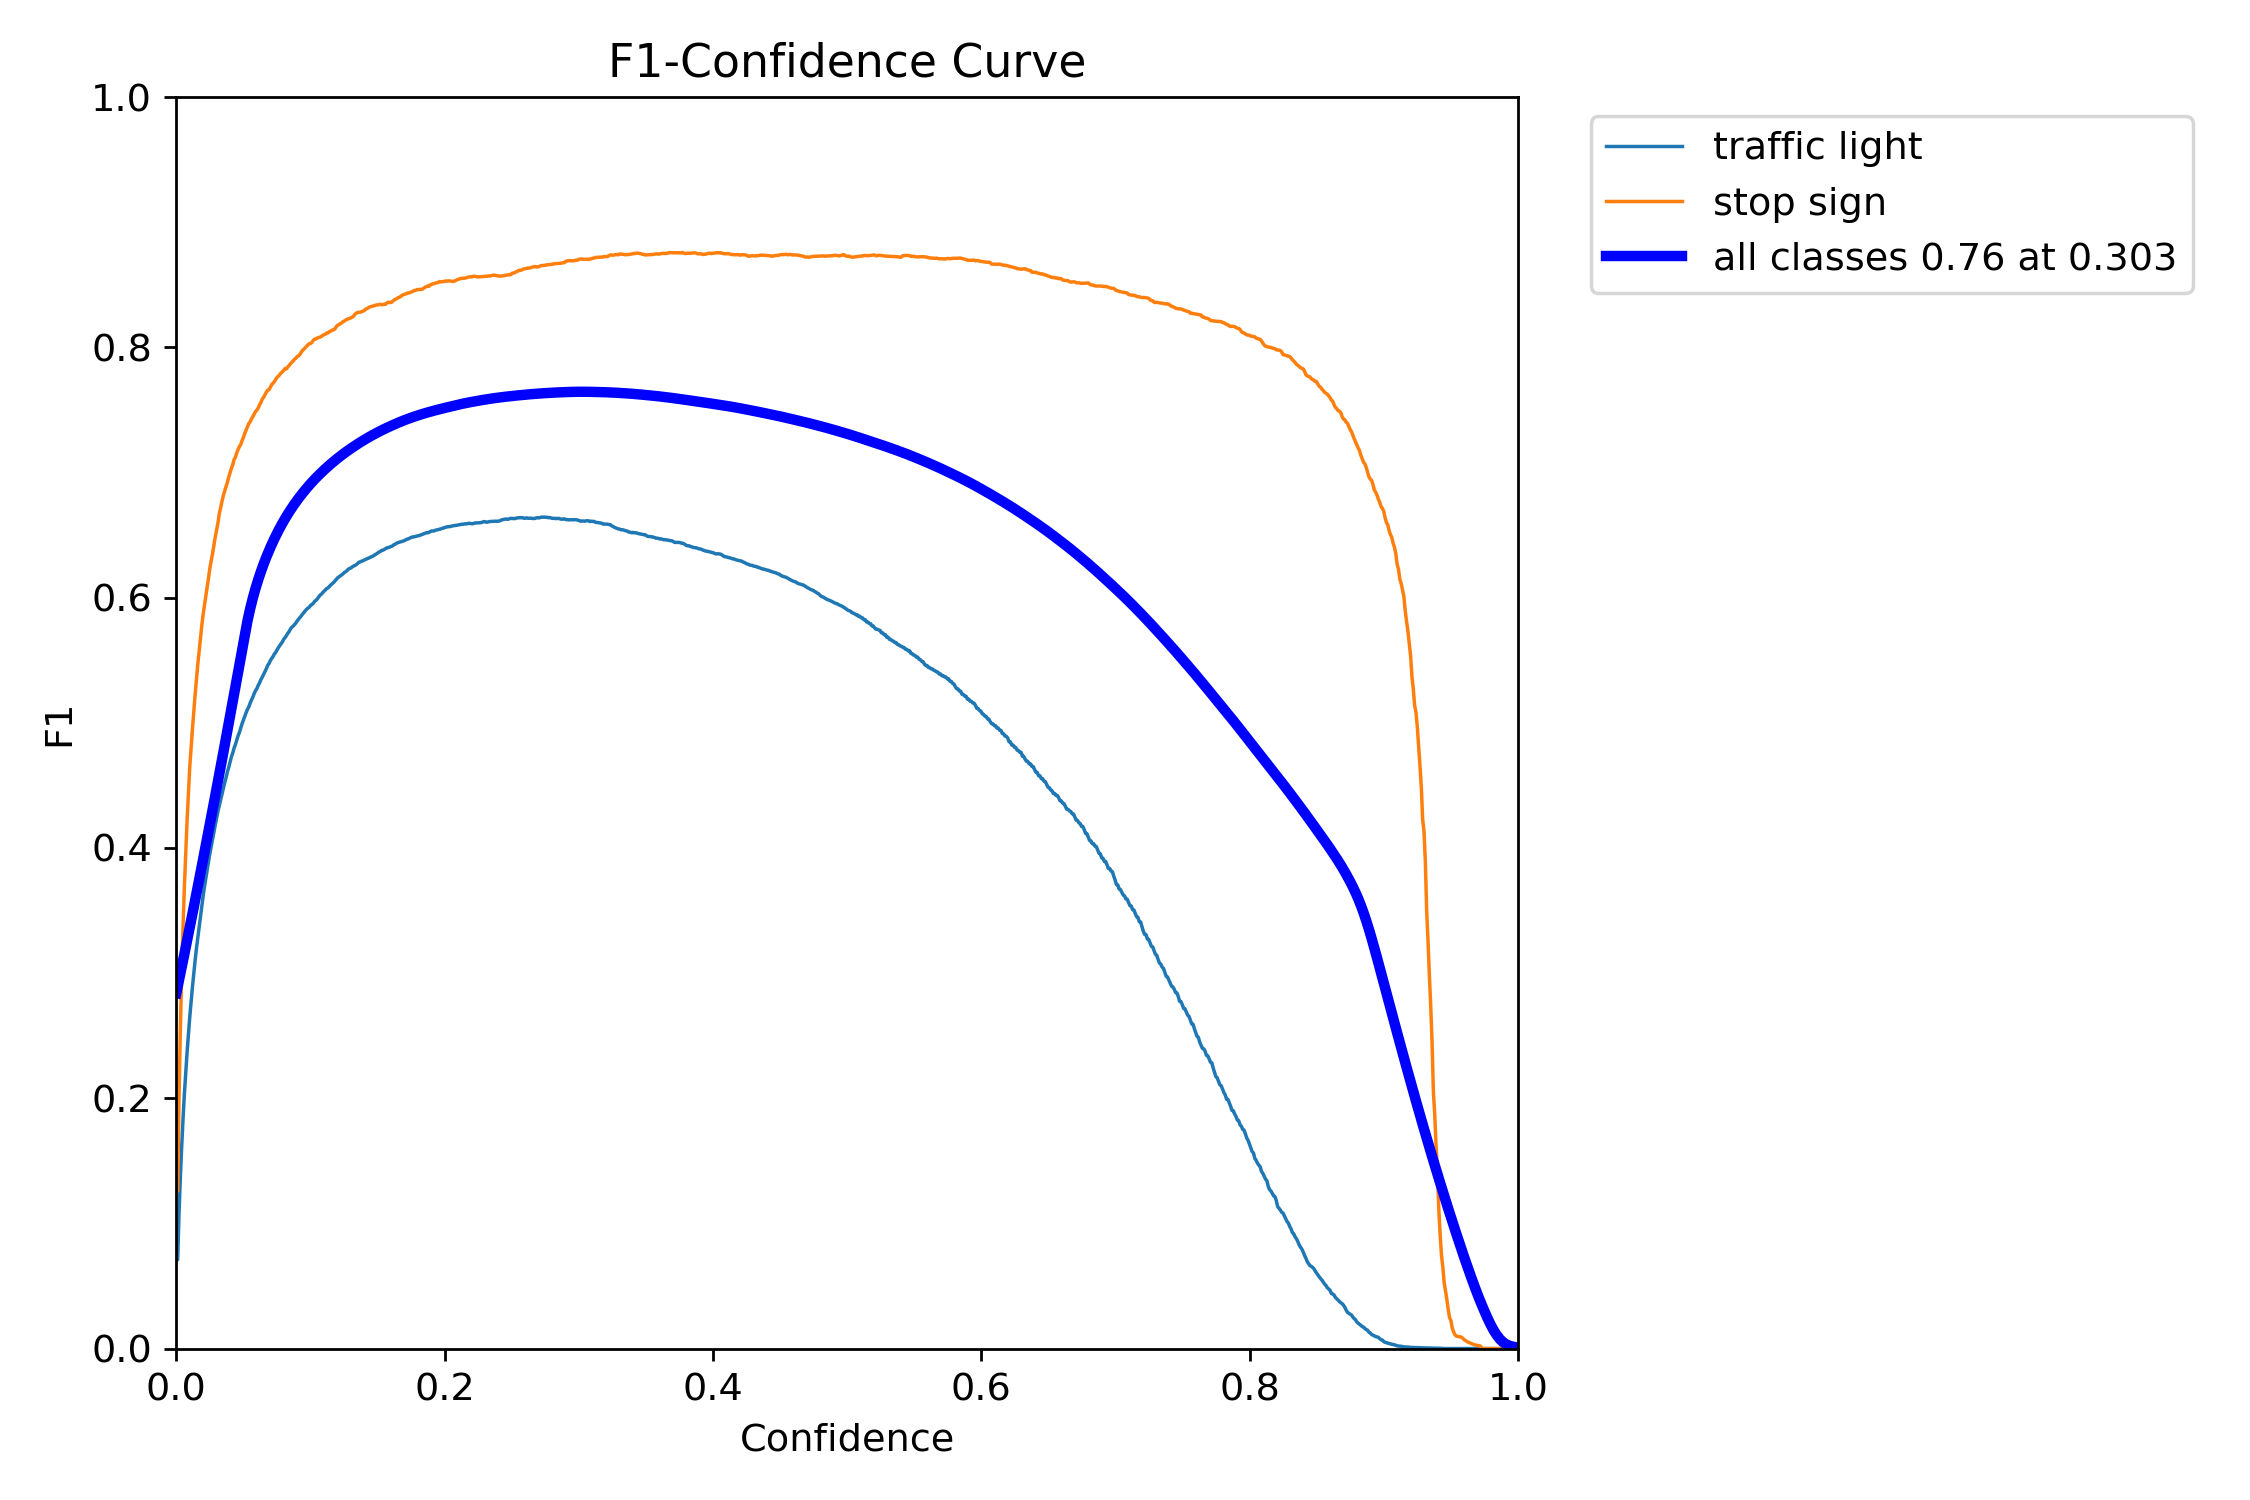 F1-Confidence Curve
1.0
0.8
0.6
0.4
0.2
0.0
F1
0.0 0.2 0.4 0.6 0.8 1.0
Confidence
traffic light
stop sign
all classes 0.76 at 0.303